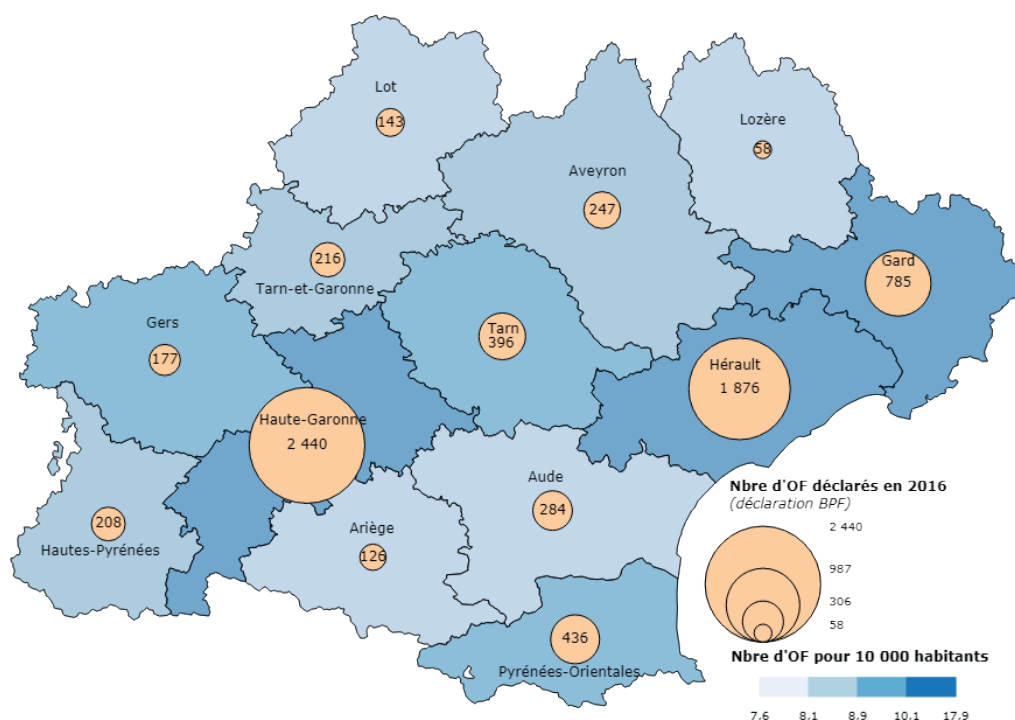 Lot
143
Lozère
58
Aveyron
247
Gard
785
216
Tarn-et-Garonne
Gers
177
Tarn
396
Hérault
1 876
Haute-Garonne
2 440
Aude
284
Ariège
126
208
Hautes-Pyrénées
436
Pyrénées-Orientales
Nbre d'OF déclarés en 2016
(déclaration BPF)
2 440
987
306
58
Nbre d'OF pour 10 000 habitants
7,6 8,1 8,9 10,1 17,9